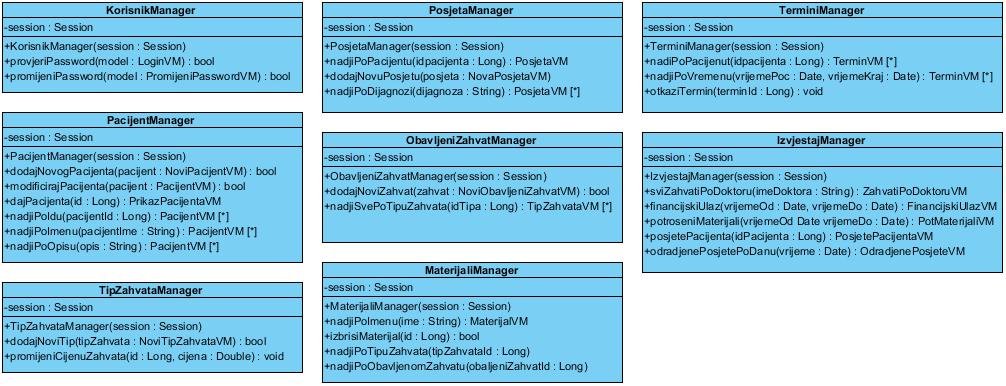 KorisnikManager
-session : Session
+KorisnikManager(session : Session)
+provjeriPassword(model : LoginVM) : bool
+promijeniPassword(model : PromijeniPasswordVM) : bool
PacijentManager
-session : Session
+PacijentManager(session : Session)
+dodajNovogPacijenta(pacijent : NoviPacijentVM) : bool
+modificirajPacijenta(pacijent : PacijentVM) : bool
+dajPacijenta(id : Long) : PrikazPacijentaVM
+nadjiPoIdu(pacijentId : Long) : PacijentVM [*]
+nadjiPoImenu(pacijentIme : String) : PacijentVM [*]
+nadjiPoOpisu(opis : String) : PacijentVM [*]
TipZahvataManager
-session : Session
+TipZahvataManager(session : Session)
+dodajNoviTip(tipZahvata : NoviTipZahvataVM) : bool
+promijeniCijenuZahvata(id : Long, cijena : Double) : void
PosjetaManager
-session : Session
+PosjetaManager(session : Session)
+nadjiPoPacijentu(idpacijenta : Long) : PosjetaVM
+dodajNovuPosjetu(posjeta : NovaPosjetaVM)
+nadjiPoDijagnozi(dijagnoza : String) : PosjetaVM [*]
ObavljeniZahvatManager
-session : Session
+ObavljeniZahvatManager(session : Session)
+dodajNoviZahvat(zahvat : NoviObavljeniZahvatVM) : bool
+nadjiSvePoTipuZahvata(idTipa : Long) : TipZahvataVM [*]
MaterijaliManager
-session : Session
+MaterijaliManager(session : Session)
+nadjiPoImenu(ime : String) : MaterijalVM
+izbrisiMaterijal(id : Long) : bool
+nadjiPoTipuZahvata(tipZahvataId : Long)
+nadjiPoObavljenomZahvatu(obaljeniZahvatId : Long)
TerminiManager
-session : Session
+TerminiManager(session : Session)
+nadiPoPacijenut(idpacijenta : Long) : TerminVM [*]
+nadjiPoVremenu(vrijemePoc : Date, vrijemeKraj : Date) : TerminVM [*]
+otkaziTermin(terminId : Long) : void
IzvjestajManager
-session : Session
+IzvjestajManager(session : Session)
+sviZahvatiPoDoktoru(imeDoktora : String) : ZahvatiPoDoktoruVM
+financijskiUlaz(vrijemeOd : Date, vrijemeDo : Date) : FinancijskiUlazVM
+potroseniMaterijali(vrijemeOd Date vrijemeDo : Date) : PotMaterijaliVM
+posjetePacijenta(idPacijenta : Long) : PosjetePacijentaVM
+odradjenePosjetePoDanu(vrijeme : Date) : OdradjenePosjeteVM